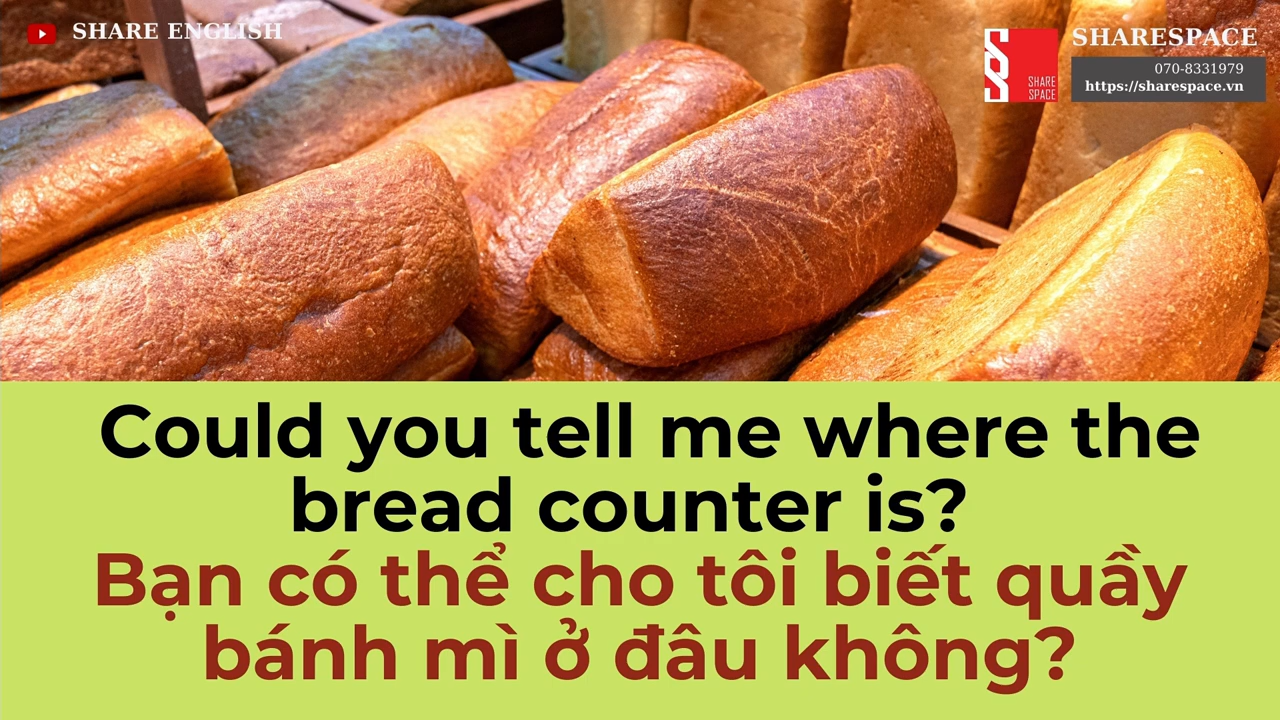 SHARE ENGLISH
SHARESPACE
070-8331979
https://sharespace.vn
SHARE
SPACE
Could you tell me where the
bread counter is?
Bạn có thể cho tôi biết quầy
bánh mì ở đâu không?